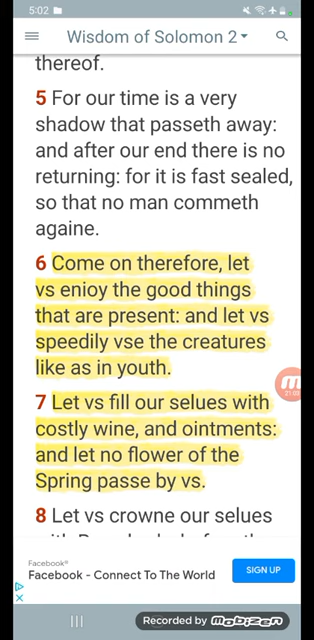 5:02
Wisdom of Solomon 2
thereof.
5 For our time is a very
shadow that passeth away:
and after our end there is no
returning: for it is fast sealed,
so that no man commeth
againe.
6 Come on therefore, let
vs enioy the good things
that are present: and let vs
speedily vse the creatures
like as in youth.
7 Let vs fill our selues with
costly wine, and ointments:
and let no flower of the
Spring passe by vs.
8 Let vs crowne our selues
Facebook®
Facebook - Connect To The World
SIGN UP
Recorded by mobizen